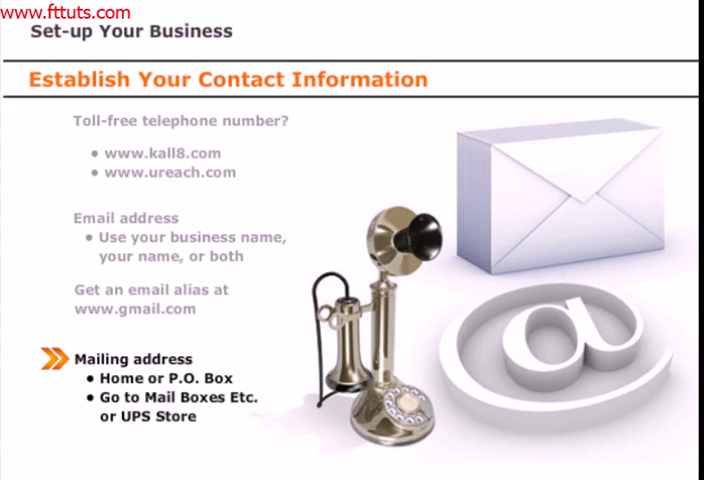 www.fttuts.com
Set-up Your Business
Establish Your Contact Information
Toll-free telephone number?
• www.kall8.com
• www.ureach.com
Email address
• Use your business name,
your name, or both
Get an email alias at
www.gmail.com
Mailing address
• Home or P.O. Box
• Go to Mail Boxes Etc.
or UPS Store
@